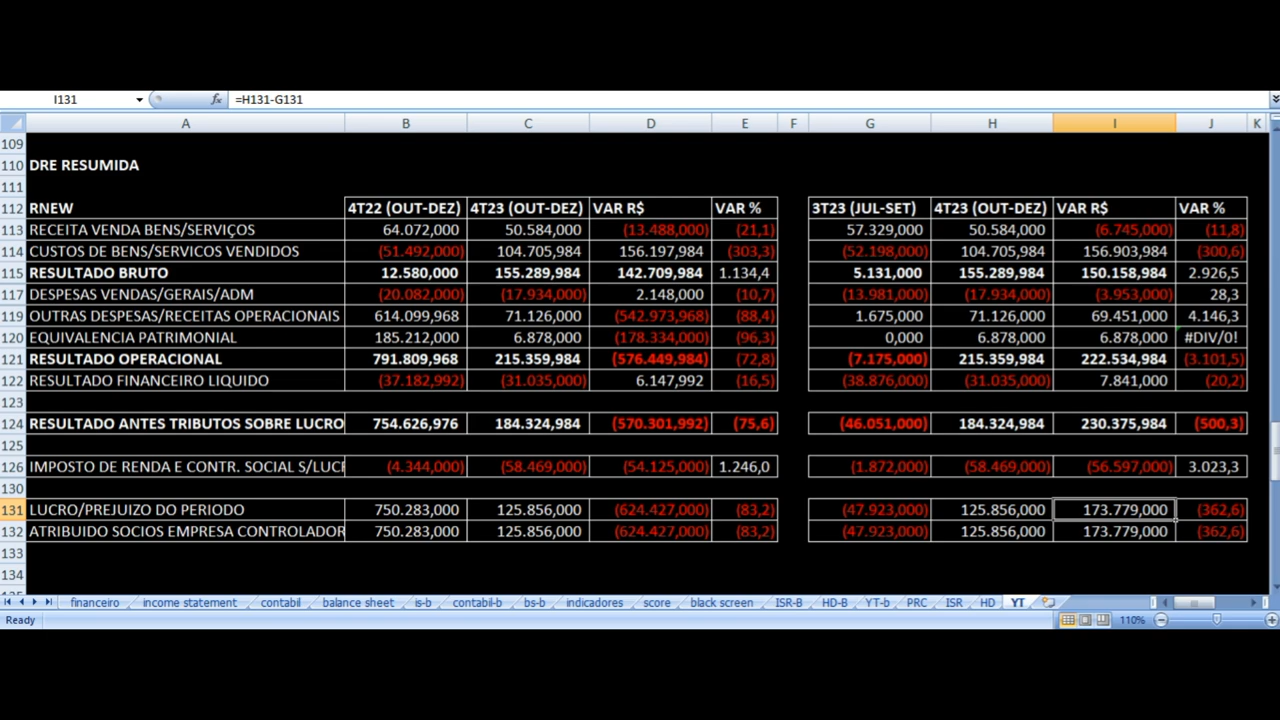 I131 fx =H131-G131
A B C D E F G H I J K
109
110 DRE RESUMIDA
111
112 RNEW 4T22 (OUT-DEZ) 4T23 (OUT-DEZ) VAR R$ VAR % 3T23 (JUL-SET) 4T23 (OUT-DEZ) VAR R$ VAR %
113 RECEITA VENDA BENS/SERVIÇOS 64.072,000 50.584,000 (13.488,000) (21,1) 57.329,000 50.584,000 (6.745,000) (11,8)
114 CUSTOS DE BENS/SERVICOS VENDIDOS (51.492,000) 104.705,984 156.197,984 (303,3) (52.198,000) 104.705,984 156.903,984 (300,6)
115 RESULTADO BRUTO 12.580,000 155.289,984 142.709,984 1.134,4 5.131,000 155.289,984 150.158,984 2.926,5
117 DESPESAS VENDAS/GERAIS/ADM (20.082,000) (17.934,000) 2.148,000 (10,7) (13.981,000) (17.934,000) (3.953,000) 28,3
119 OUTRAS DESPESAS/RECEITAS OPERACIONAIS 614.099,968 71.126,000 (542.973,968) (88,4) 1.675,000 71.126,000 69.451,000 4.146,3
120 EQUIVALENCIA PATRIMONIAL 185.212,000 6.878,000 (178.334,000) (96,3) 0,000 6.878,000 6.878,000 #DIV/0!
121 RESULTADO OPERACIONAL 791.809,968 215.359,984 (576.449,984) (72,8) (7.175,000) 215.359,984 222.534,984 (3.101,5)
122 RESULTADO FINANCEIRO LIQUIDO (37.182,992) (31.035,000) 6.147,992 (16,5) (38.876,000) (31.035,000) 7.841,000 (20,2)
123
124 RESULTADO ANTES TRIBUTOS SOBRE LUCRO 754.626,976 184.324,984 (570.301,992) (75,6) (46.051,000) 184.324,984 230.375,984 (500,3)
125
126 IMPOSTO DE RENDA E CONTR. SOCIAL S/LUCR (4.344,000) (58.469,000) (54.125,000) 1.246,0 (1.872,000) (58.469,000) (56.597,000) 3.023,3
130
131 LUCRO/PREJUIZO DO PERIODO 750.283,000 125.856,000 (624.427,000) (83,2) (47.923,000) 125.856,000 173.779,000 (362,6)
132 ATRIBUIDO SOCIOS EMPRESA CONTROLADOR 750.283,000 125.856,000 (624.427,000) (83,2) (47.923,000) 125.856,000 173.779,000 (362,6)
133
134
financeiro income statement contabil balance sheet is-b contabil-b bs-b indicadores score black screen ISR-B HD-B YT-b PRC ISR HD YT
Ready 110%